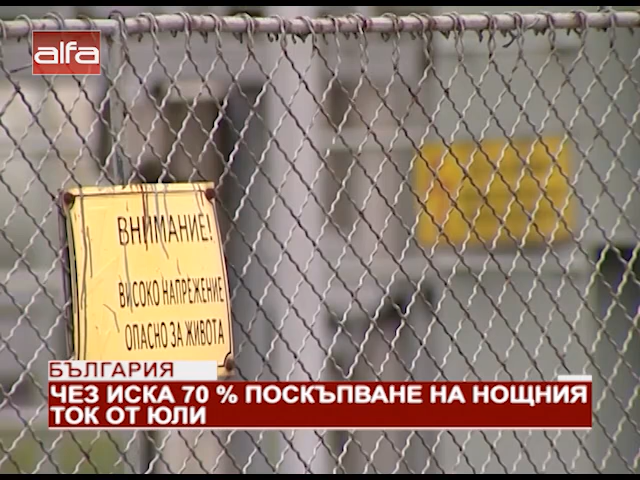 alfa
ВНИМАНИЕ!
ВИСОКО НАПРЕЖЕНИЕ
ОПАСНО ЗА ЖИВОТА
БЪЛГАРИЯ
ЧЕЗ ИСКА 70 % ПОСКЪПВАНЕ НА НОЩНИЯ
ТОК ОТ ЮЛИ